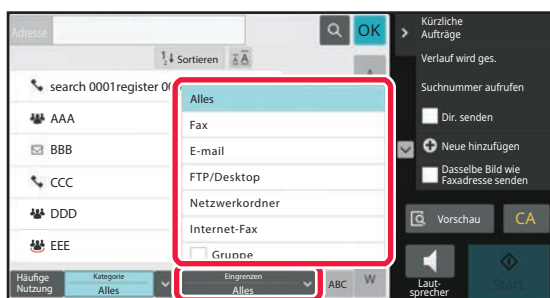 Adresse
OK
Sortieren
search 0001register 00
AAA
BBB
CCC
DDD
EEE
Alles
Fax
E-mail
FTP/Desktop
Netzwerkordner
Internet-Fax
Gruppe
Häufige
Nutzung
Kategorie
Alles
Eingrenzen
Alles
ABC
W
Kürzliche
Aufträge
Verlauf wird ges.
Suchnummer aufrufen
Dir. senden
Neue hinzufügen
Dasselbe Bild wie
Faxadresse senden
Vorschau
CA
Laut-
sprecher
Start